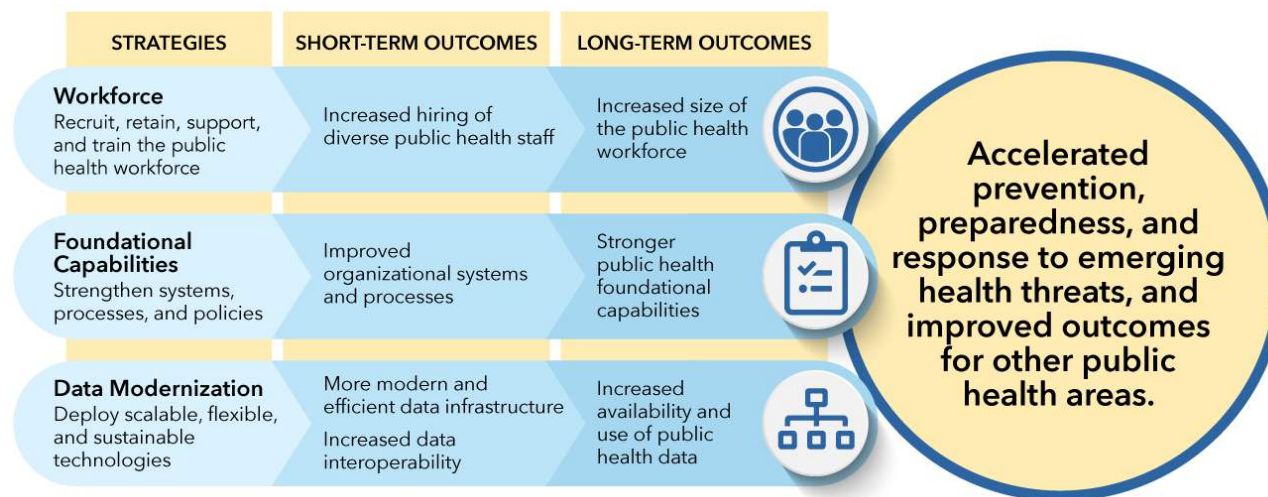 STRATEGIES
SHORT-TERM OUTCOMES
LONG-TERM OUTCOMES
Workforce
Recruit, retain, support,
and train the public
health workforce
Increased hiring of
diverse public health staff
Increased size of
the public health
workforce
Foundational
Capabilities
Strengthen systems,
processes, and policies
Improved
organizational systems
and processes
Stronger
public health
foundational
capabilities
Data Modernization
Deploy scalable, flexible,
and sustainable
technologies
More modern and
efficient data infrastructure
Increased data
interoperability
Increased
availability and
use of public
health data
Accelerated
prevention,
preparedness, and
response to emerging
health threats, and
improved outcomes
for other public
health areas.